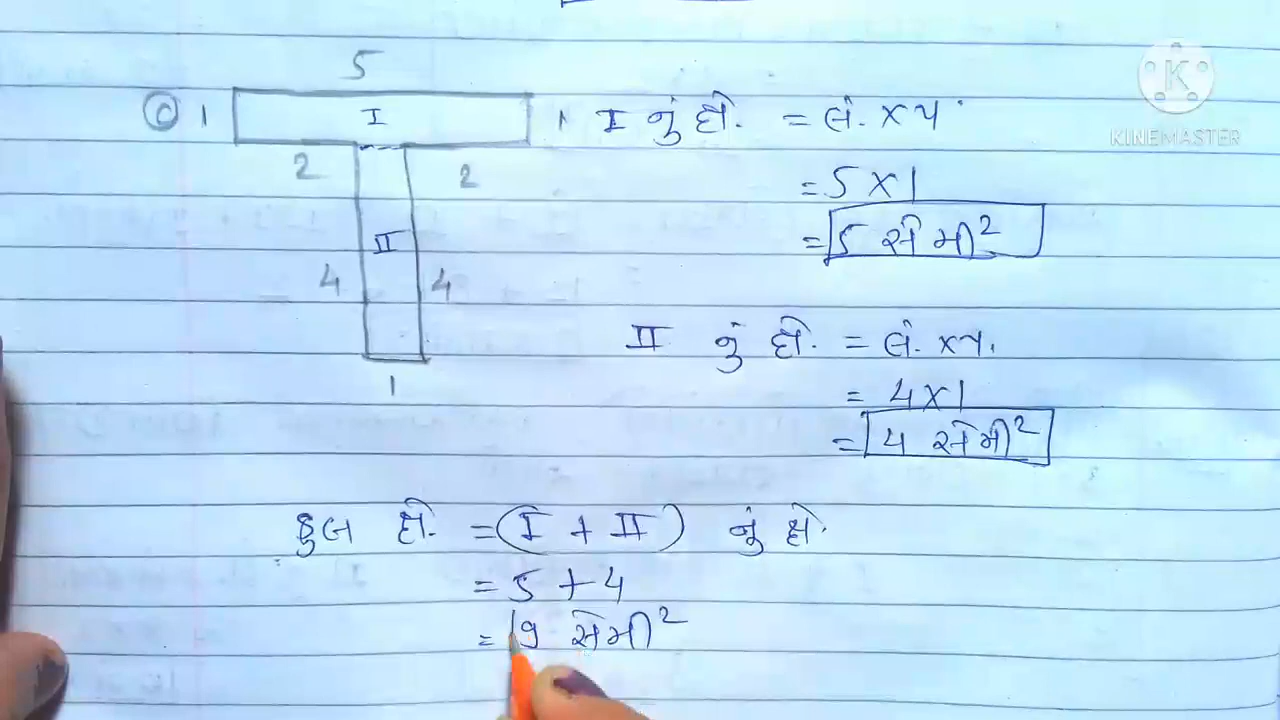 5
ⓒ 1 I 1 I નું ક્ષે. = લં. x પ.
2 2 = 5 x 1
II = 5 સેમી²
4 4
1
II નું ક્ષે. = લં. x પ.
= 4 x 1
= 4 સેમી²
કુલ ક્ષે. = (I + II) નું ક્ષે.
= 5 + 4
= 9 સેમી²
K
KINEMASTER